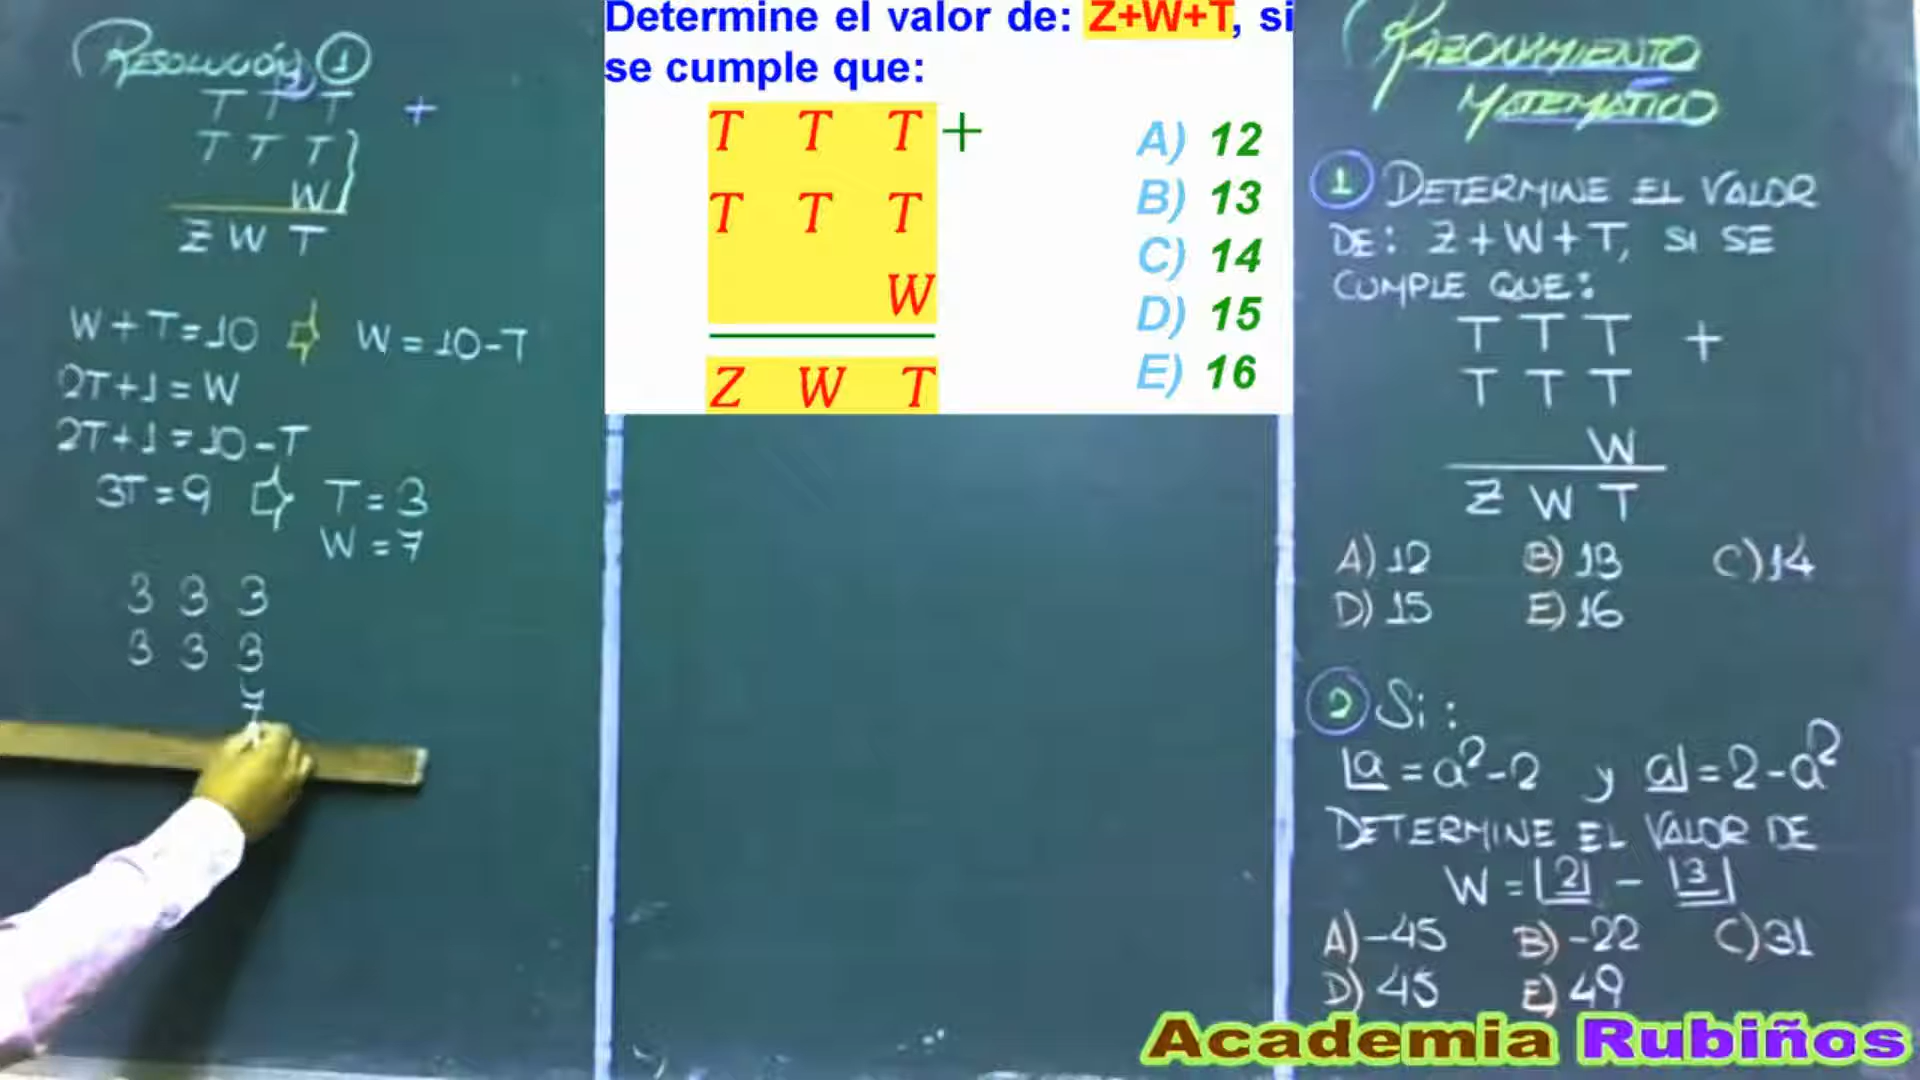 RESOLUCIÓN 1
T T T +
T T T
W
Z W T
W + T = 10 ⇨ W = 10 - T
2T + 1 = W
2T + 1 = 10 - T
3T = 9 ⇨ T = 3
W = 7
3 3 3
3 3 3
Determine el valor de: Z+W+T, si
se cumple que:
T T T +
T T T
W
Z W T
A) 12
B) 13
C) 14
D) 15
E) 16
RAZONAMIENTO
MATEMÁTICO
1 DETERMINE EL VALOR
DE: Z+W+T, SI SE
CUMPLE QUE:
T T T +
T T T
W
Z W T
A) 12 B) 13 C) 14
D) 15 E) 16
2 Si:
|a = a²-2 y a| = 2-a²
DETERMINE EL VALOR DE
W = |2| - |3|
A) -45 B) -22 C) 31
D) 45 E) 49
Academia Rubiños